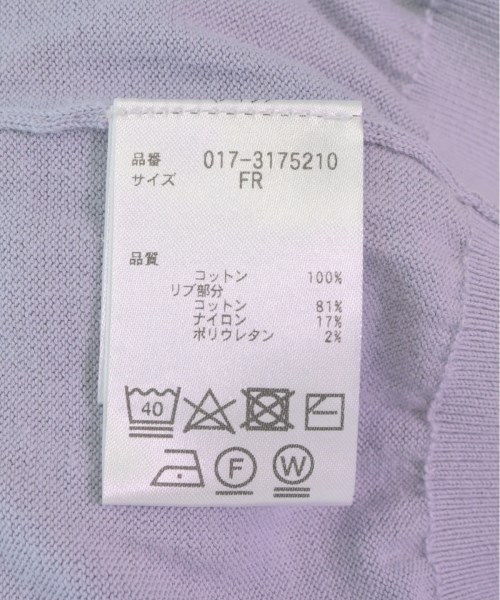 品番 017-3175210
サイズ FR
品質
コットン 100%
リブ部分
コットン 81%
ナイロン 17%
ポリウレタン 2%
40
F W